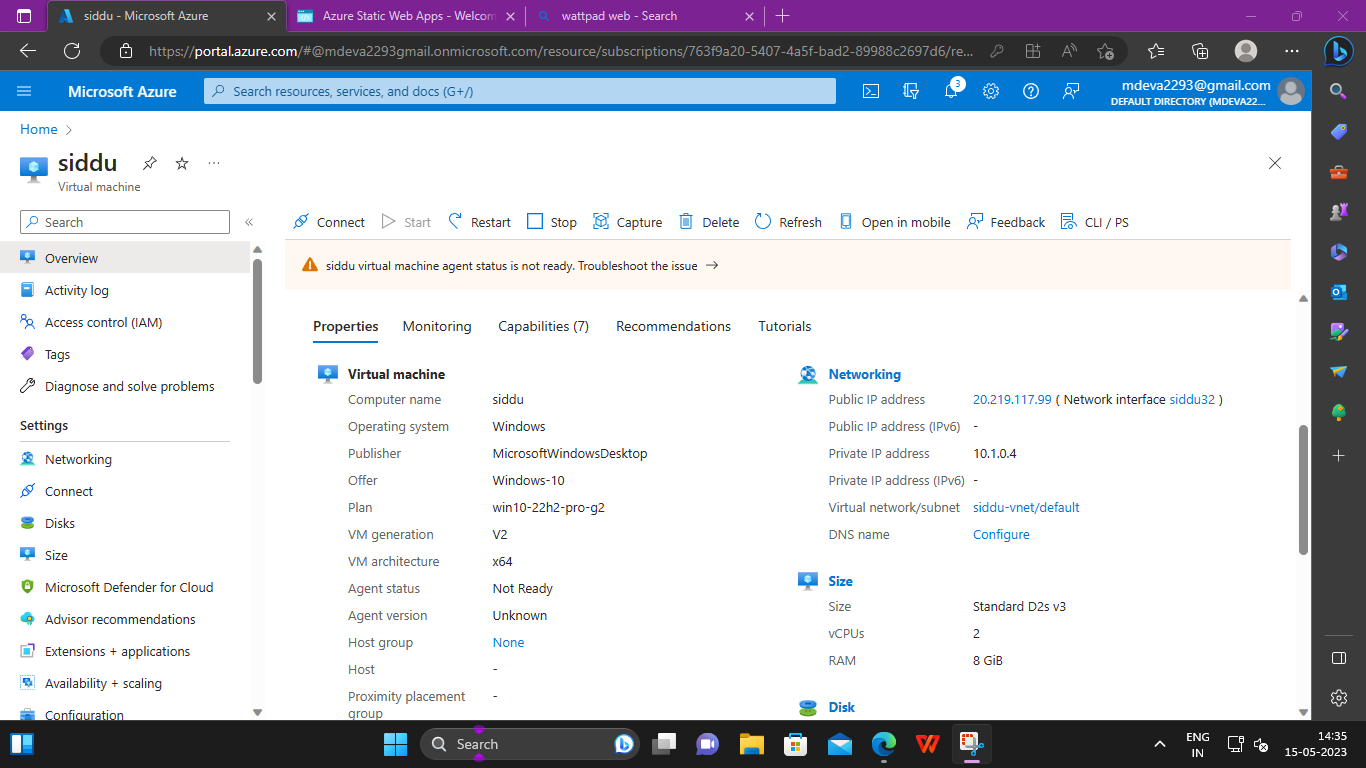 siddu - Microsoft Azure
Azure Static Web Apps - Welcom
wattpad web - Search
https://portal.azure.com/#@mdeva2293gmail.onmicrosoft.com/resource/subscriptions/763f9a20-5407-4a5f-bad2-89988c2697d6/re...
Microsoft Azure
Search resources, services, and docs (G+/)
3
mdeva2293@gmail.com
DEFAULT DIRECTORY (MDEVA22...
Home
siddu
Virtual machine
Search
Connect
Start
Restart
Stop
Capture
Delete
Refresh
Open in mobile
Feedback
CLI / PS
Overview
Activity log
Access control (IAM)
Tags
Diagnose and solve problems
Settings
Networking
Connect
Disks
Size
Microsoft Defender for Cloud
Advisor recommendations
Extensions + applications
Availability + scaling
Configuration
siddu virtual machine agent status is not ready. Troubleshoot the issue →
Properties
Monitoring
Capabilities (7)
Recommendations
Tutorials
Virtual machine
Computer name siddu
Operating system Windows
Publisher MicrosoftWindowsDesktop
Offer Windows-10
Plan win10-22h2-pro-g2
VM generation V2
VM architecture x64
Agent status Not Ready
Agent version Unknown
Host group None
Host -
Proximity placement -
group
Networking
Public IP address 20.219.117.99 ( Network interface siddu32 )
Public IP address (IPv6) -
Private IP address 10.1.0.4
Private IP address (IPv6) -
Virtual network/subnet siddu-vnet/default
DNS name Configure
Size
Size Standard D2s v3
vCPUs 2
RAM 8 GiB
Disk
Search
ENG
IN
14:35
15-05-2023